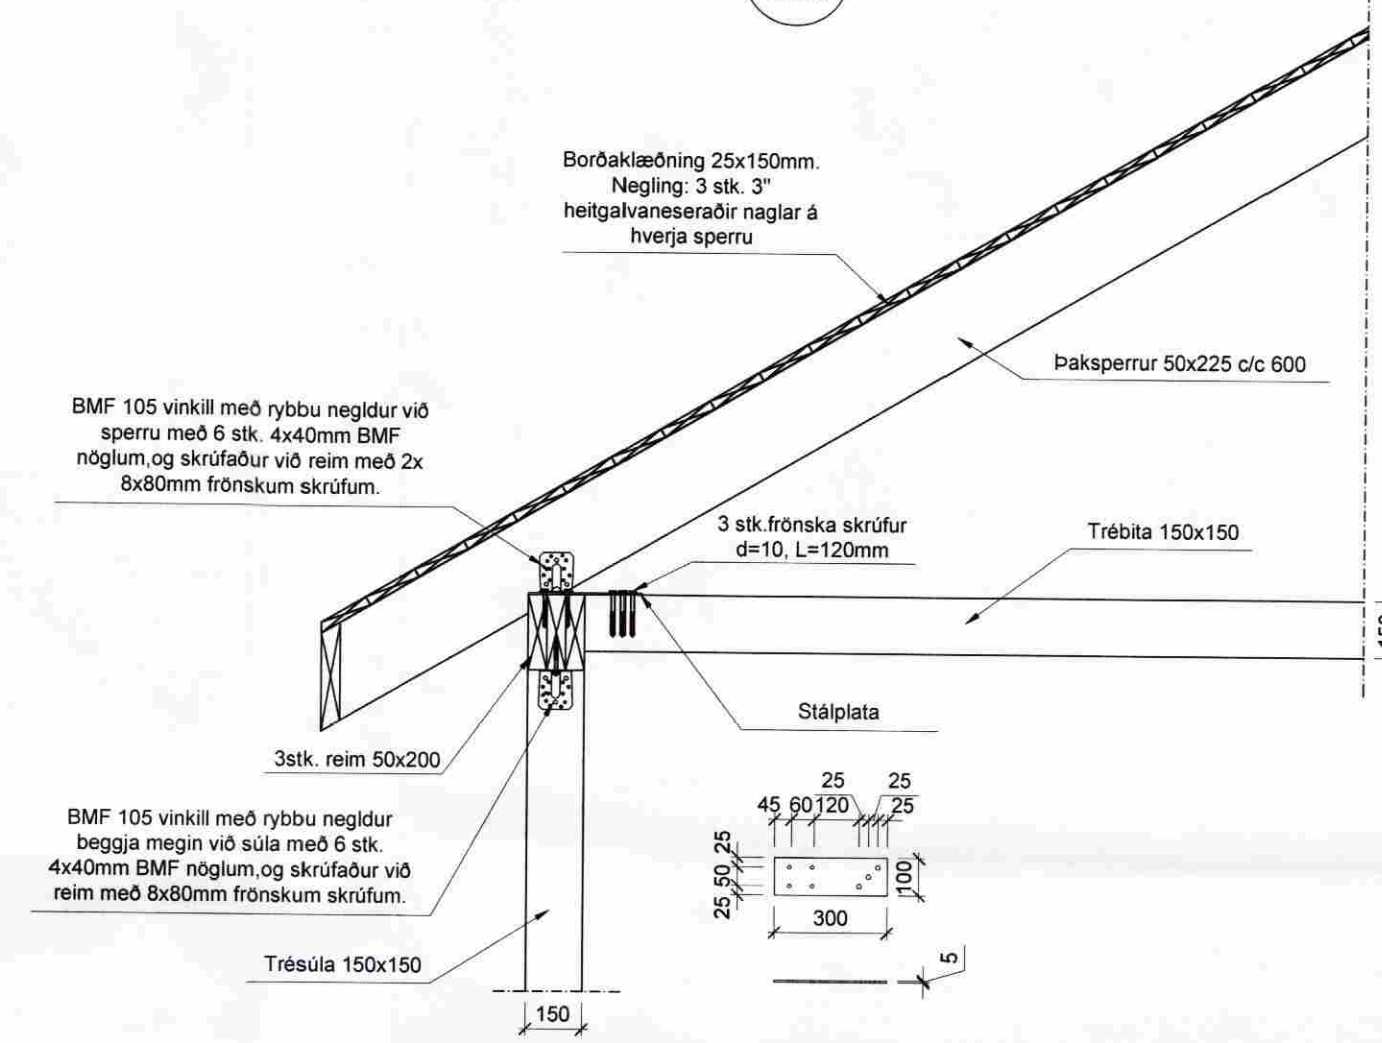 Borðaklæðning 25x150mm.
Negling: 3 stk. 3"
heitgalvaneseraðir naglar á
hverja sperru
Þaksperrur 50x225 c/c 600
BMF 105 vinkill með rybbu negldur við
sperru með 6 stk. 4x40mm BMF
nöglum,og skrúfaður við reim með 2x
8x80mm frönskum skrúfum.
3 stk.frönska skrúfur
d=10, L=120mm
Trébita 150x150
150
Stálplata
3stk. reim 50x200
BMF 105 vinkill með rybbu negldur
beggja megin við súla með 6 stk.
4x40mm BMF nöglum,og skrúfaður við
reim með 8x80mm frönskum skrúfum.
25 25
45 60 120 25
25
50
25
100
300
5
Trésúla 150x150
150